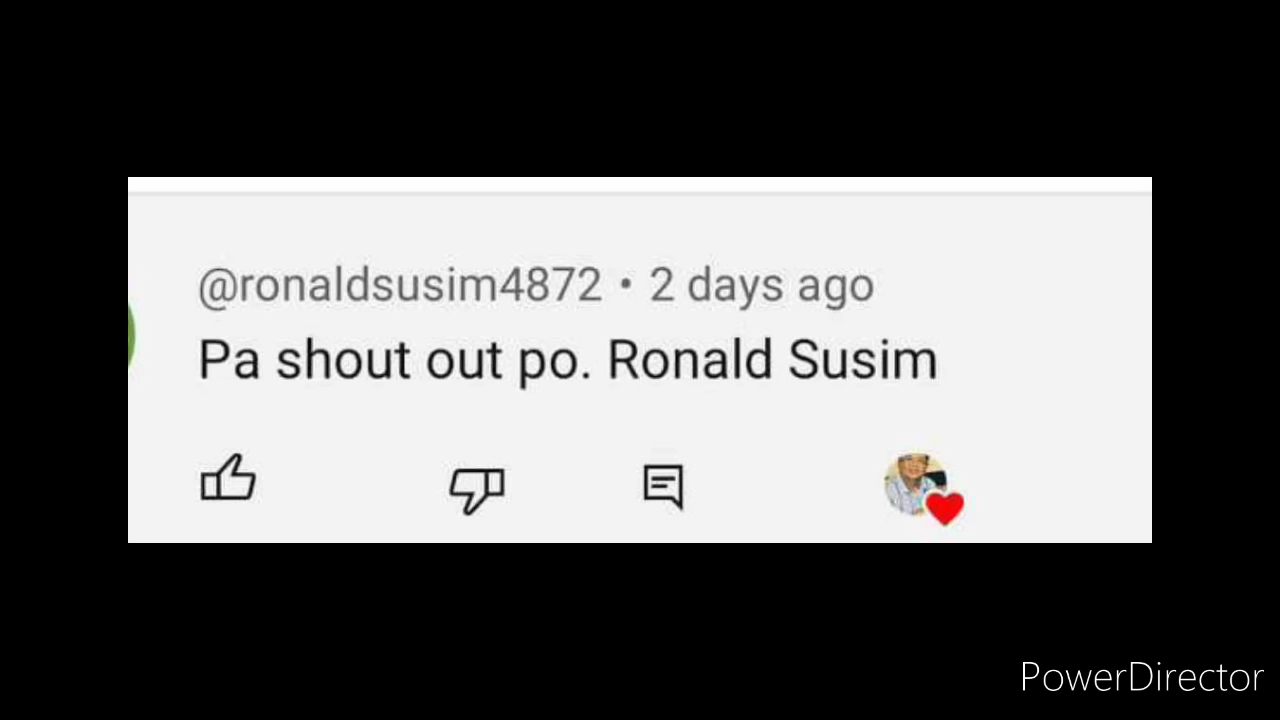 @ronaldsusim4872 • 2 days ago
Pa shout out po. Ronald Susim
PowerDirector